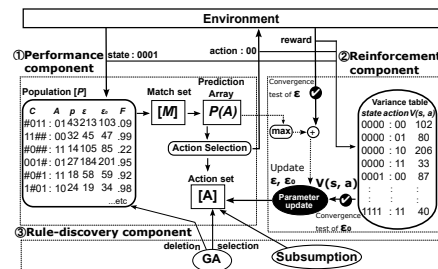 Environment
①Performance component
state : 0001
action : 00
reward
②Reinforcement component
Population [P]
C A p ε ε₀ F
#011 : 01 43 213 103 .09
11## : 00 32 45 47 .89
#0## : 11 14 105 85 .22
001# : 01 27 184 201 .95
#0#1 : 11 18 58 59 .92
1#01 : 10 24 19 34 .98
...etc
Match set
[M]
Prediction Array
P(A)
Action Selection
Action set
[A]
Convergence test of ε
max
+
Update
ε, ε₀
V(s, a)
Parameter update
Convergence test of ε₀
Variance table
state action V(s, a)
0000 : 00 102
0000 : 01 80
0000 : 10 206
0000 : 11 33
0001 : 00 87
: : :
: : :
1111 : 11 40
③Rule-discovery component
deletion
selection
GA
Subsumption